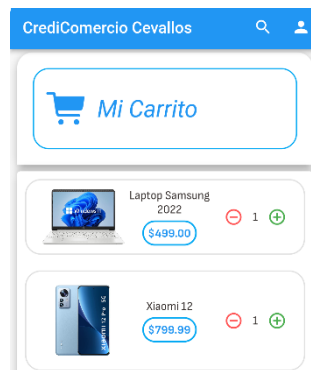 CrediComercio Cevallos
Mi Carrito
Laptop Samsung
2022
$499.00
1
Xiaomi 12
$799.99
1